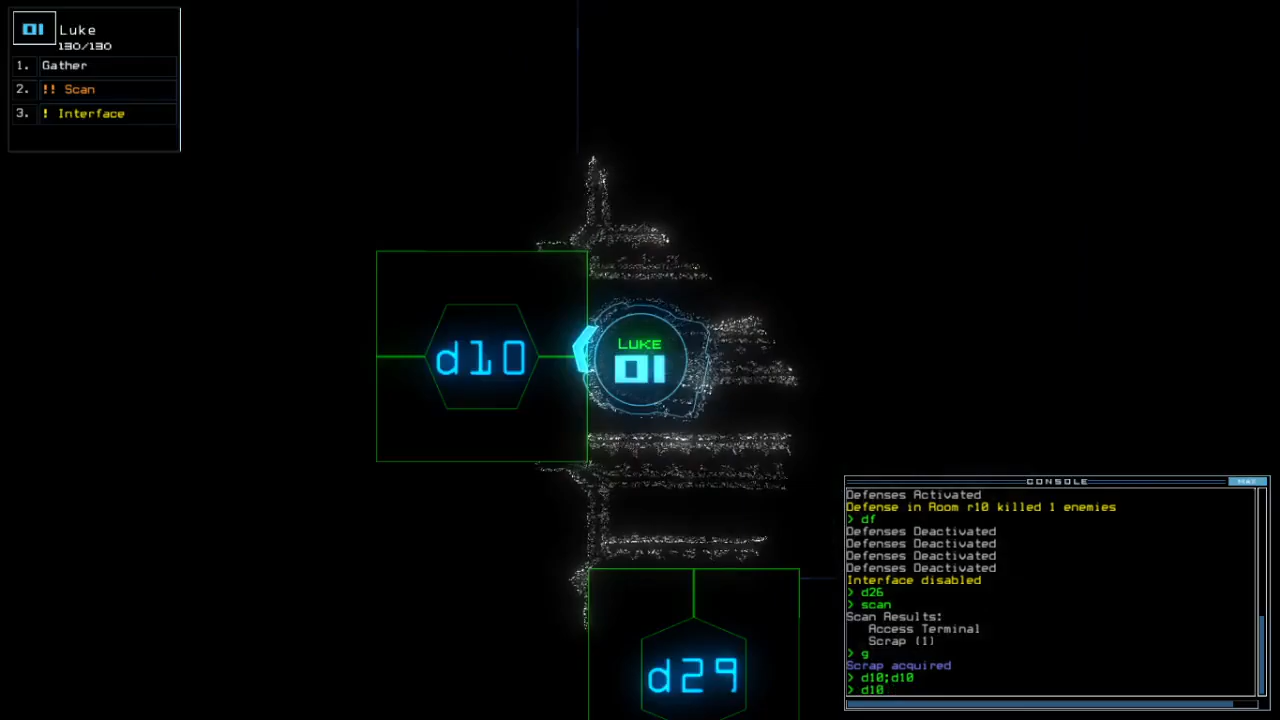 01 Luke
130/130
1. Gather
2. !! Scan
3. ! Interface
d10
LUKE
01
d29
CONSOLE
Defenses Activated
Defense in Room r10 killed 1 enemies
> df
Defenses Deactivated
Defenses Deactivated
Defenses Deactivated
Defenses Deactivated
Interface disabled
> d26
> scan
Scan Results:
Access Terminal
Scrap (1)
> g
Scrap acquired
> d10;d10
> d10